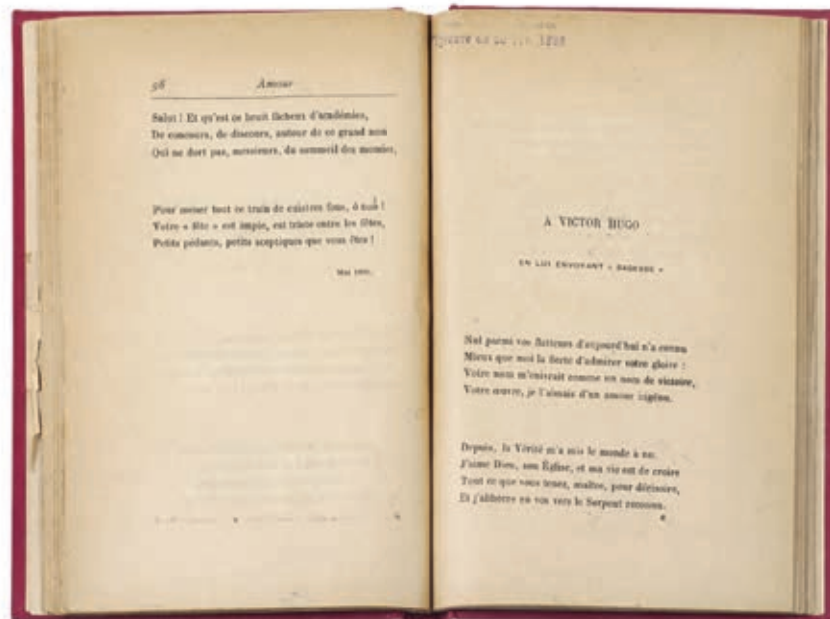 98 Amour
Salut ! Et qu'est ce bruit fâcheux d'académies,
De concours, de discours, autour de ce grand mort
Qui ne dort pas, messieurs, du sommeil des momies,
Pour mener tout ce train de cuistres fous, ô !
Votre « fête » est impie, est triste entre les fêtes,
Petits pédants, petits sceptiques que vous êtes !
Mai
A VICTOR HUGO
EN LUI ENVOYANT « SAGESSE »
Nul parmi vos flatteurs d'aujourd'hui n'a connu
Mieux que moi la fierté d'admirer votre gloire :
Votre nom m'enivrait comme un nom de victoire,
Votre œuvre, je l'aimais d'un amour ingénu.
Depuis, la Vérité m'a mis le monde à nu.
J'aime Dieu, son Église, et ma vie est de croire
Tout ce que vous tenez, maître, pour dérisoire,
Et j'abhorre en vos vers le Serpent reconnu.